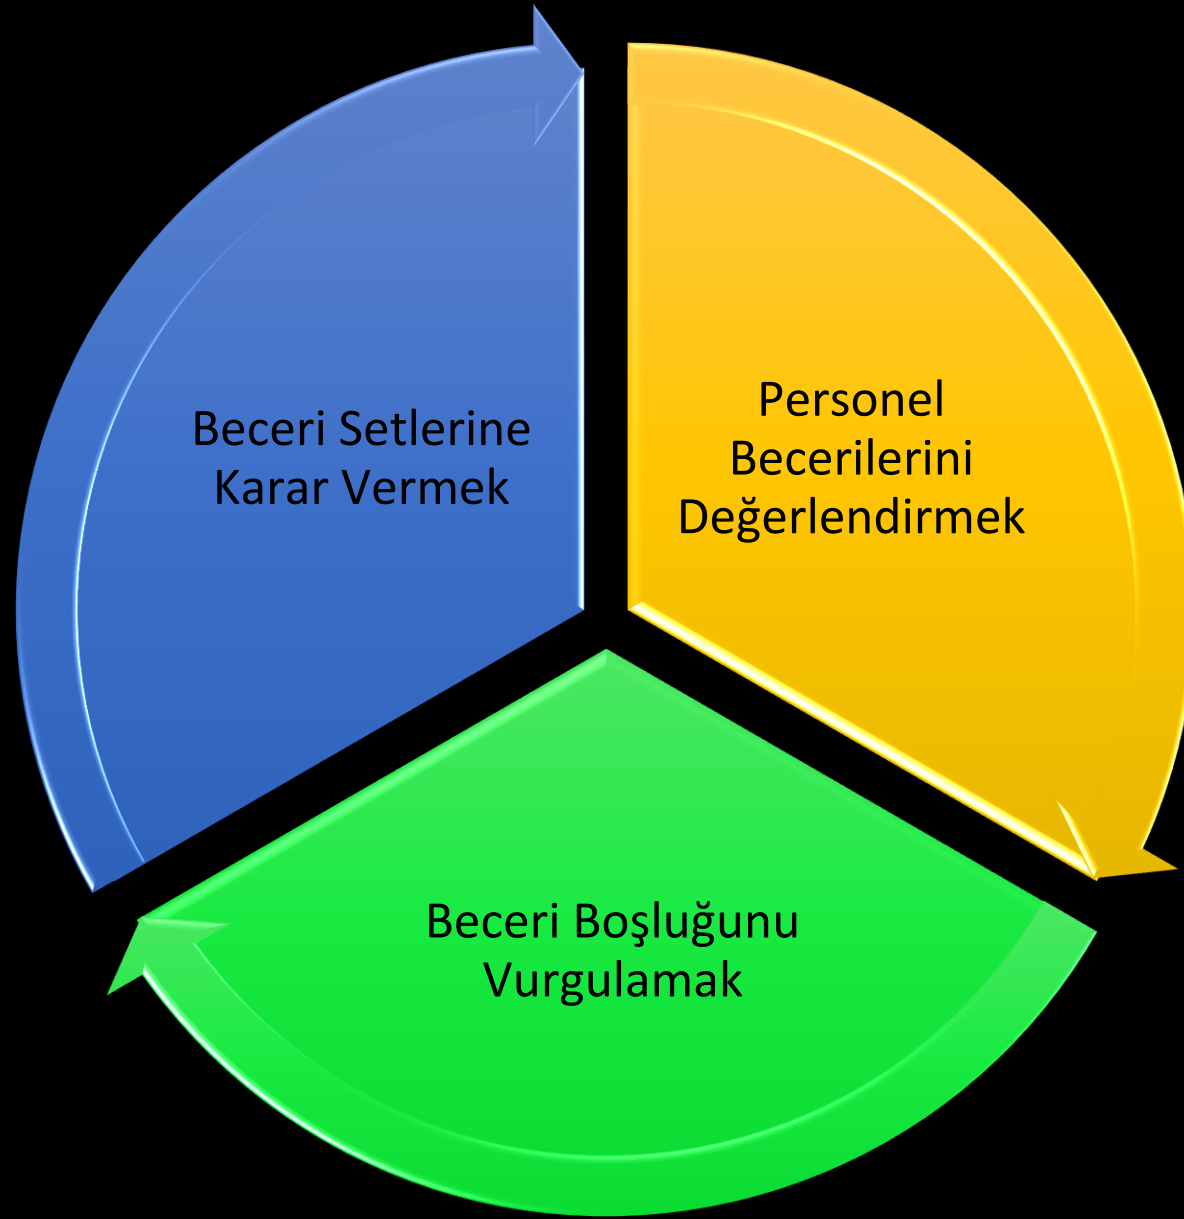 Beceri Setlerine
Karar Vermek
Personel
Becerilerini
Değerlendirmek
Beceri Boşluğunu
Vurgulamak